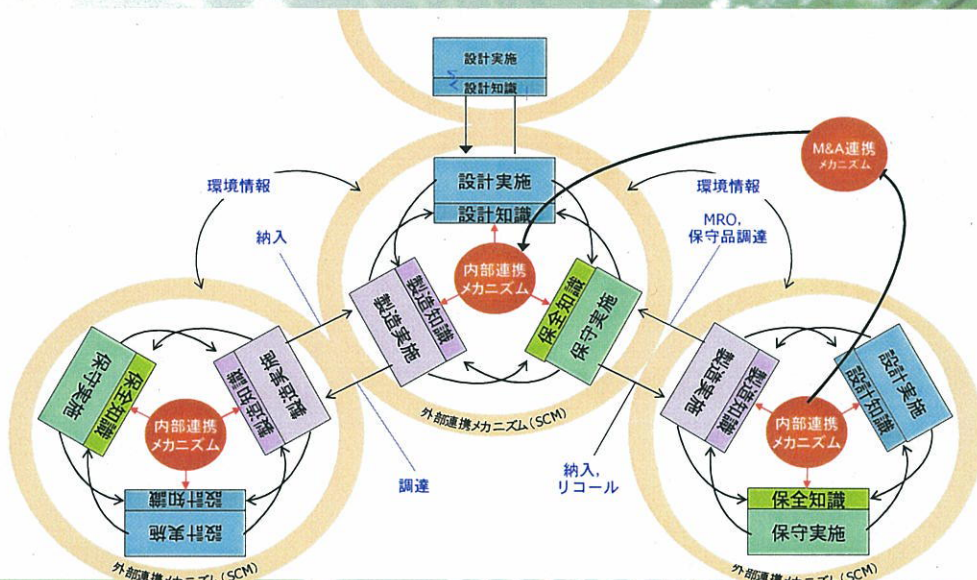 設計実施
設計知識
設計実施
設計知識
M&A連携
メカニズム
環境情報
環境情報
納入
MRO,
保守品調達
内部連携
メカニズム
製造知識
製造実施
保全知識
保守実施
外部連携メカニズム(SCM)
保守実施
保全知識
製造実施
製造知識
内部連携
メカニズム
設計知識
設計実施
外部連携メカニズム(SCM)
調達
納入,
リコール
製造知識
製造実施
設計実施
設計知識
内部連携
メカニズム
保全知識
保守実施
外部連携メカニズム(SCM)